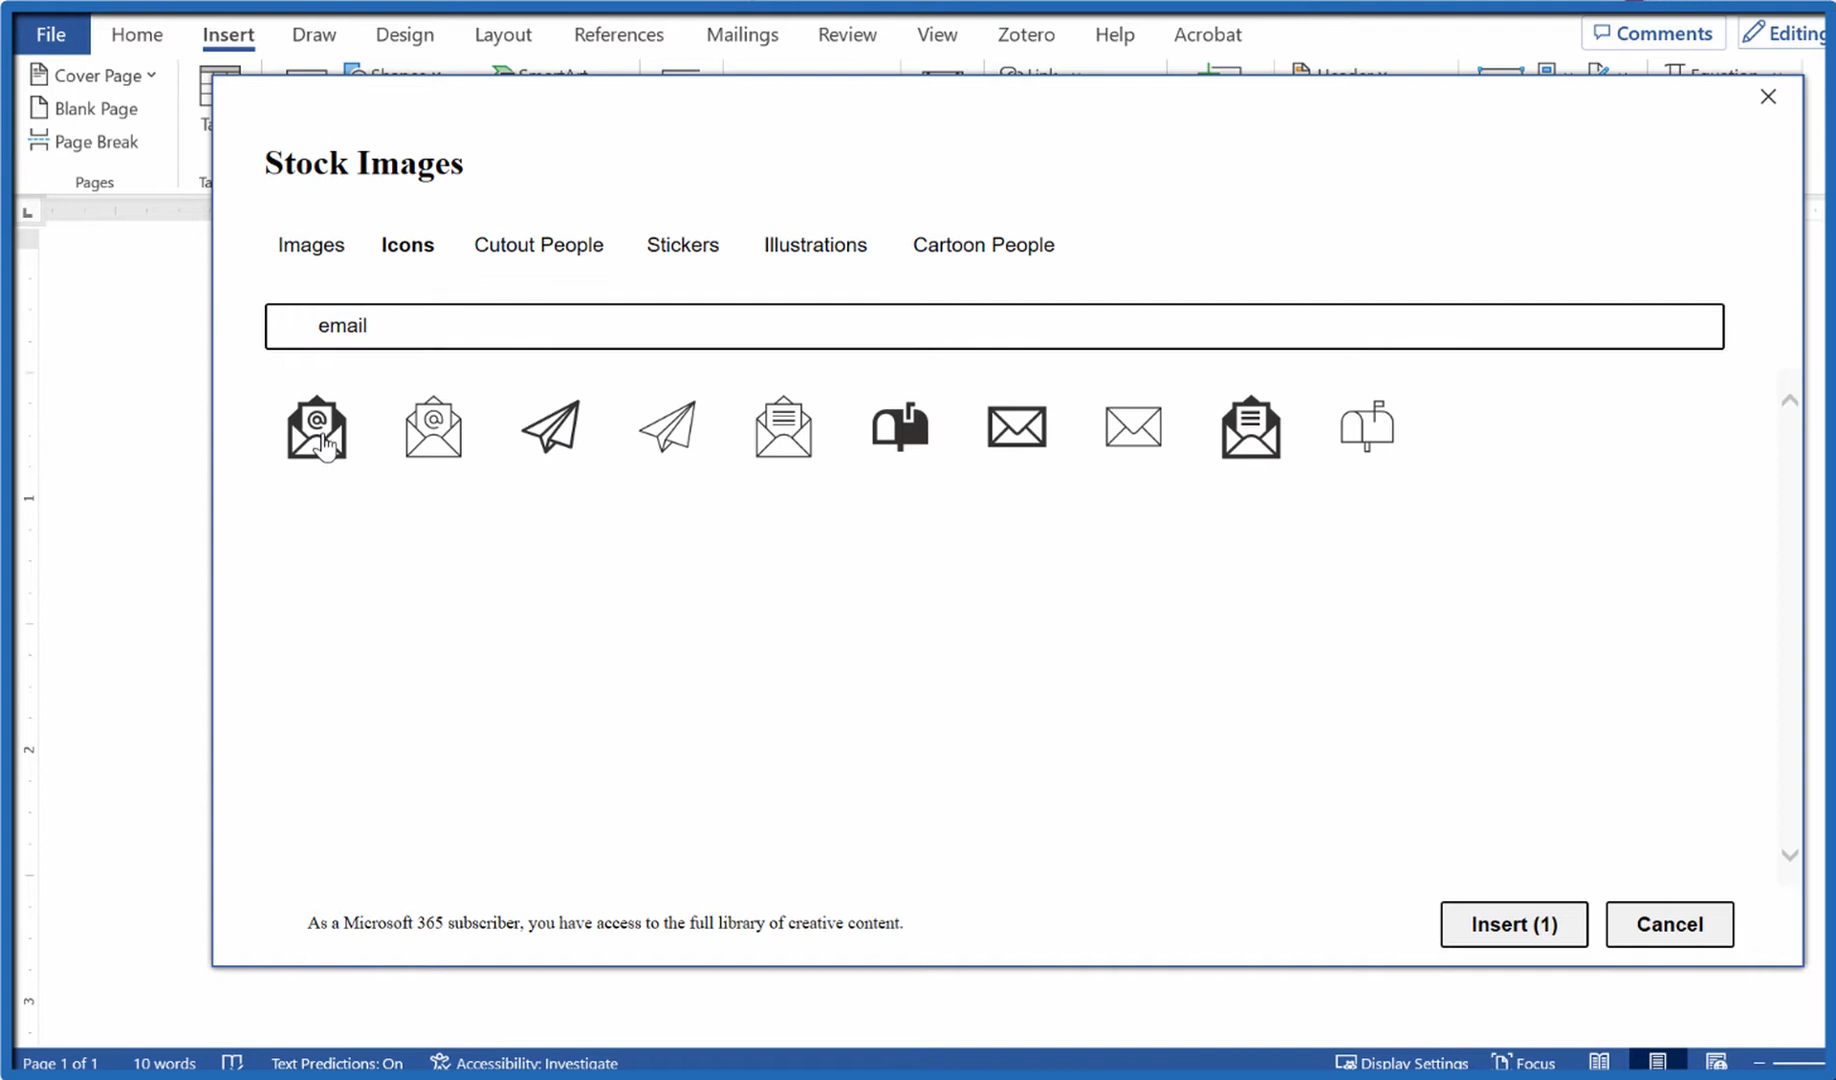 File Home Insert Draw Design Layout References Mailings Review View Zotero Help Acrobat Comments Editing
Cover Page
Blank Page
Page Break
Pages
Stock Images
Images Icons Cutout People Stickers Illustrations Cartoon People
email
@ @
1
2
3
As a Microsoft 365 subscriber, you have access to the full library of creative content.
Insert (1) Cancel
Page 1 of 1 10 words Text Predictions: On Accessibility: Investigate Display Settings Focus